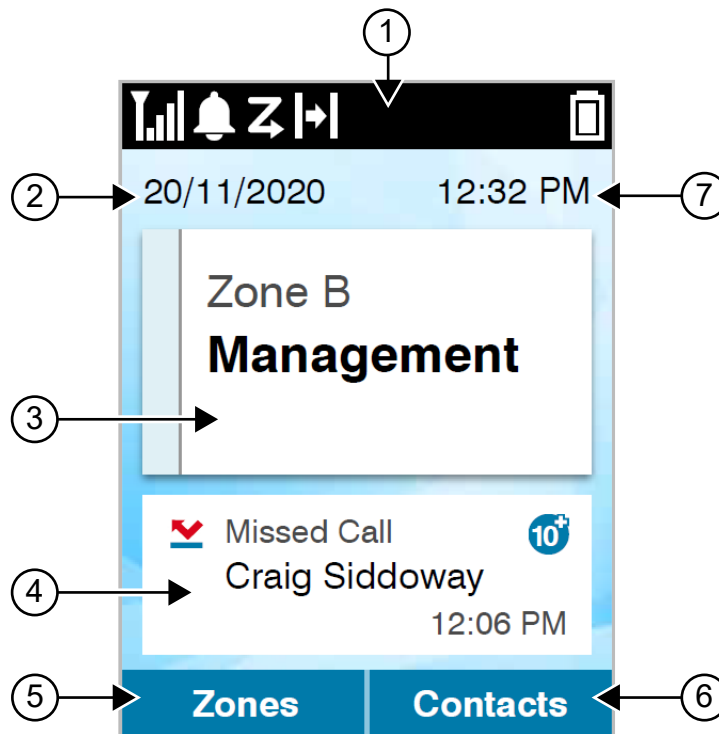 1
2
20/11/2020 12:32 PM
7
Zone B
Management
3
Missed Call 10+
Craig Siddoway
4
12:06 PM
5
Zones Contacts
6